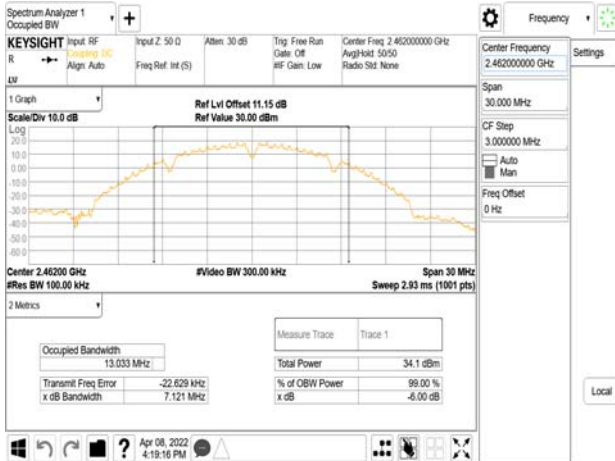 Spectrum Analyzer 1
Occupied BW
+
Frequency
KEYSIGHT
Input: RF
Input Z: 50 Ω
Atten: 30 dB
Trig: Free Run
Center Freq: 2.462000000 GHz
R
Coupling: DC
Gate: Off
Avg|Hold: 50/50
Align: Auto
Freq Ref: Int (S)
#IF Gain: Low
Radio Std: None
LW
Center Frequency
2.462000000 GHz
Settings
Span
30.000 MHz
CF Step
3.000000 MHz
Auto
Man
Freq Offset
0 Hz
Local
1 Graph
Ref Lvl Offset 11.15 dB
Scale/Div 10.0 dB
Ref Value 30.00 dBm
Log
20.0
10.0
0.00
-10.0
-20.0
-30.0
-40.0
-50.0
-60.0
Center 2.46200 GHz
#Video BW 300.00 kHz
Span 30 MHz
#Res BW 100.00 kHz
Sweep 2.93 ms (1001 pts)
2 Metrics
Measure Trace
Trace 1
Occupied Bandwidth
13.033 MHz
Total Power
34.1 dBm
Transmit Freq Error
-22.629 kHz
% of OBW Power
99.00 %
x dB Bandwidth
7.121 MHz
x dB
-6.00 dB
?
Apr 08, 2022
4:19:16 PM